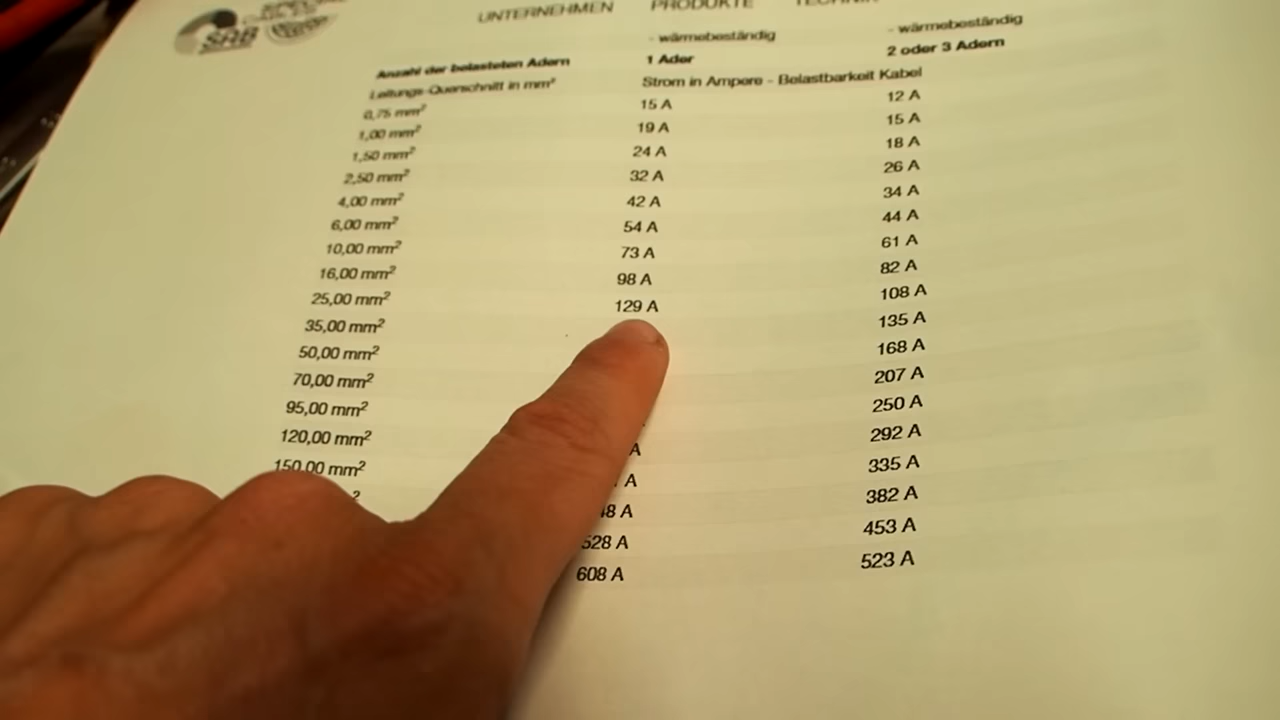 SAB
UNTERNEHMEN PRODUKTE
- wärmebeständig - wärmebeständig
Anzahl der belasteten Adern 1 Ader 2 oder 3 Adern
Leitungs-Querschnitt in mm² Strom in Ampere - Belastbarkeit Kabel
0,75 mm² 15 A 12 A
1,00 mm² 19 A 15 A
1,50 mm² 24 A 18 A
2,50 mm² 32 A 26 A
4,00 mm² 42 A 34 A
6,00 mm² 54 A 44 A
10,00 mm² 73 A 61 A
16,00 mm² 98 A 82 A
25,00 mm² 129 A 108 A
35,00 mm² 135 A
50,00 mm² 168 A
70,00 mm² 207 A
95,00 mm² 250 A
120,00 mm² A 292 A
150,00 mm² A 335 A
8 A 382 A
528 A 453 A
608 A 523 A